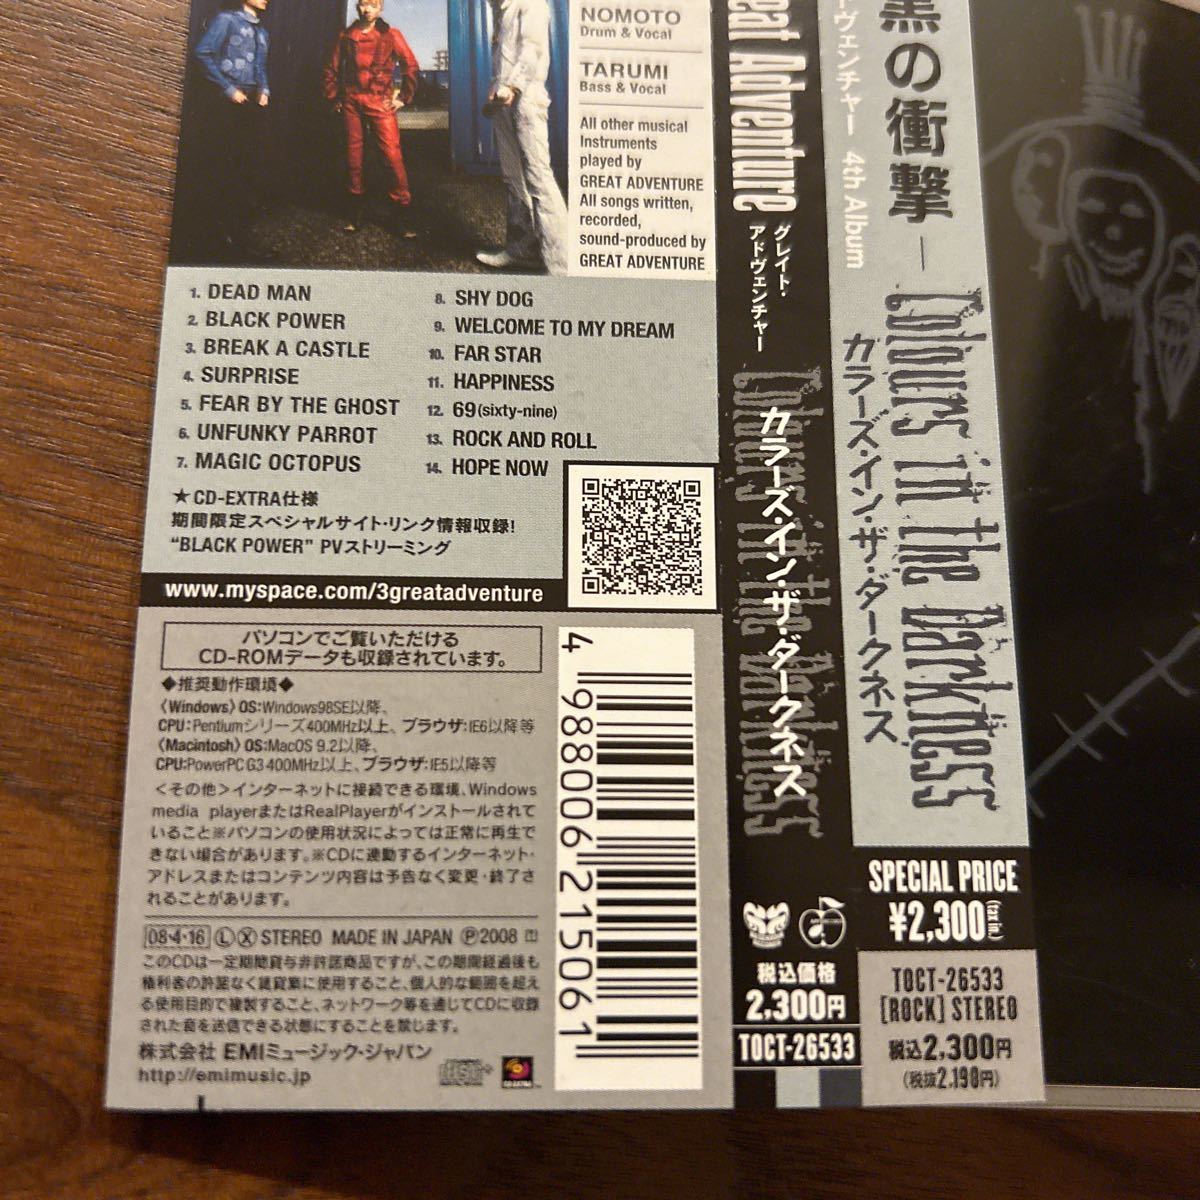 NOMOTO
Drum & Vocal
TARUMI
Bass & Vocal
All other musical
Instruments
played by
GREAT ADVENTURE
All songs written,
recorded,
sound-produced by
GREAT ADVENTURE
1. DEAD MAN
2. BLACK POWER
3. BREAK A CASTLE
4. SURPRISE
5. FEAR BY THE GHOST
6. UNFUNKY PARROT
7. MAGIC OCTOPUS
8. SHY DOG
9. WELCOME TO MY DREAM
10. FAR STAR
11. HAPPINESS
12. 69 (sixty-nine)
13. ROCK AND ROLL
14. HOPE NOW
★CD-EXTRA仕様
期間限定スペシャルサイト・リンク情報収録!
“BLACK POWER” PVストリーミング
www.myspace.com/3greatadventure
パソコンでご覧いただける
CD-ROMデータも収録されています。
◆推奨動作環境◆
〈Windows〉OS:Windows98SE以降、
CPU:Pentiumシリーズ400MHz以上、ブラウザ:IE6以降等
〈Macintosh〉OS:MacOS 9.2以降、
CPU:PowerPC G3 400MHz以上、ブラウザ:IE5以降等
<その他>インターネットに接続できる環境、Windows
media playerまたはRealPlayerがインストールされて
いること※パソコンの使用状況によっては正常に再生で
きない場合があります。※CDに連動するインターネット・
アドレスまたはコンテンツ内容は予告なく変更・終了さ
れることがあります。
08・4・16 Ⓛ Ⓧ STEREO MADE IN JAPAN Ⓟ2008
このCDは一定期間貸与非許諾商品ですが、この期間経過後も
権利者の許諾なく賃貸業に使用すること、個人的な範囲を超え
る使用目的で複製すること、ネットワーク等を通じてCDに収録
された音を送信できる状態にすることを禁じます。
株式会社 EMIミュージック・ジャパン
http://emimusic.jp
4 988006 215061
eat Adventure
グレイト・
アドヴェンチャー
Colours in the Darkness
カラーズ・イン・ザ・ダークネス
税込価格
2,300円
TOCT-26533
黒の衝撃
ドヴェンチャー 4th Album
Colours in the Darkness
カラーズ・イン・ザ・ダークネス
SPECIAL PRICE
¥2,300(tax in.)
TOCT-26533
[ROCK] STEREO
税込2,300円
(税抜2,190円)